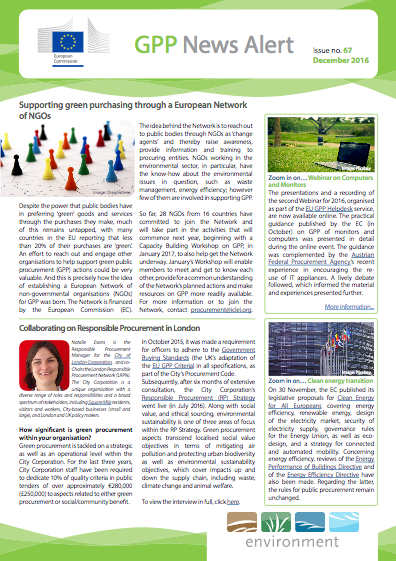 European
Commission
GPP News Alert
issue no. 67
December 2016
Supporting green purchasing through a European Network
of NGOs
Image: Dreamstime
Despite the power that public bodies have
in preferring 'green' goods and services
through the purchases they make, much
of this remains untapped, with many
countries in the EU reporting that less
than 20% of their purchases are 'green'.
An effort to reach out and engage other
organisations to help support green public
procurement (GPP) actions could be very
valuable. And this is precisely how the idea
of establishing a European Network of
non-governmental organisations (NGOs)
for GPP was born. The Network is financed
by the European Commission (EC).
The idea behind the Network is to reach out
to public bodies through NGOs as 'change
agents' and thereby raise awareness,
provide information and training to
procuring entities. NGOs working in the
environmental sector, in particular, have
the know-how about the environmental
issues in question, such as waste
management, energy efficiency; however
few of them are involved in supporting GPP.
So far, 28 NGOs from 16 countries have
committed to join the Network and
will take part in the activities that will
commence next year, beginning with a
Capacity Building Workshop on GPP, in
January 2017, to also help get the Network
underway. January's Workshop will enable
members to meet and get to know each
other, provide for a common understanding
of the Network's planned actions and make
resources on GPP more readily available.
For more information or to join the
Network, contact procurement@iclei.org.
Zoom in on… Webinar on Computers
and Monitors
The presentations and a recording of
the second Webinar for 2016, organised
as part of the EU GPP Helpdesk service,
are now available online. The practical
guidance published by the EC (in
October) on GPP of monitors and
computers was presented in detail
during the online event. The guidance
was complemented by the Austrian
Federal Procurement Agency's recent
experience in encouraging the re-
use of IT appliances. A lively debate
followed, which informed the material
and experiences presented further.
More information...
Collaborating on Responsible Procurement in London
Natalie Evans is the
Responsible Procurement
Manager for the City of
London Corporation and co-
Chairs the London Responsible
Procurement Network (LRPN).
The City Corporation is a
unique organisation with a
diverse range of roles and responsibilities and a broad
spectrum of stakeholders, including Square Mile residents,
visitors and workers, City-based businesses (small and
large), and London and UK policy makers.
How significant is green procurement
within your organisation?
Green procurement is tackled on a strategic
as well as an operational level within the
City Corporation. For the last three years,
City Corporation staff have been required
to dedicate 10% of quality criteria in public
tenders of over approximately €280,000
(£250,000) to aspects related to either green
procurement or social/community benefit.
In October 2015, it was made a requirement
for officers to adhere to the Government
Buying Standards (the UK's adaptation of
the EU GPP Criteria) in all specifications, as
part of the City's Procurement Code.
Subsequently, after six months of extensive
consultation, the City Corporation's
Responsible Procurement (RP) Strategy
went live (in July 2016). Along with social
value, and ethical sourcing, environmental
sustainability is one of three areas of focus
within the RP Strategy. Green procurement
aspects transcend localised social value
objectives in terms of mitigating air
pollution and protecting urban biodiversity
as well as environmental sustainability
objectives, which cover impacts up and
down the supply chain, including waste,
climate change and animal welfare.
To view the interview in full, click here.
Zoom in on… Clean energy transition
On 30 November, the EC published its
legislative proposals for Clean Energy
for All Europeans covering energy
efficiency, renewable energy, design
of the electricity market, security of
electricity supply, governance rules
for the Energy Union, as well as eco-
design, and a strategy for connected
and automated mobility. Concerning
energy efficiency, reviews of the Energy
Performance of Buildings Directive and
of the Energy Efficiency Directive have
also been made. Regarding the latter,
the rules for public procurement remain
unchanged.
environment